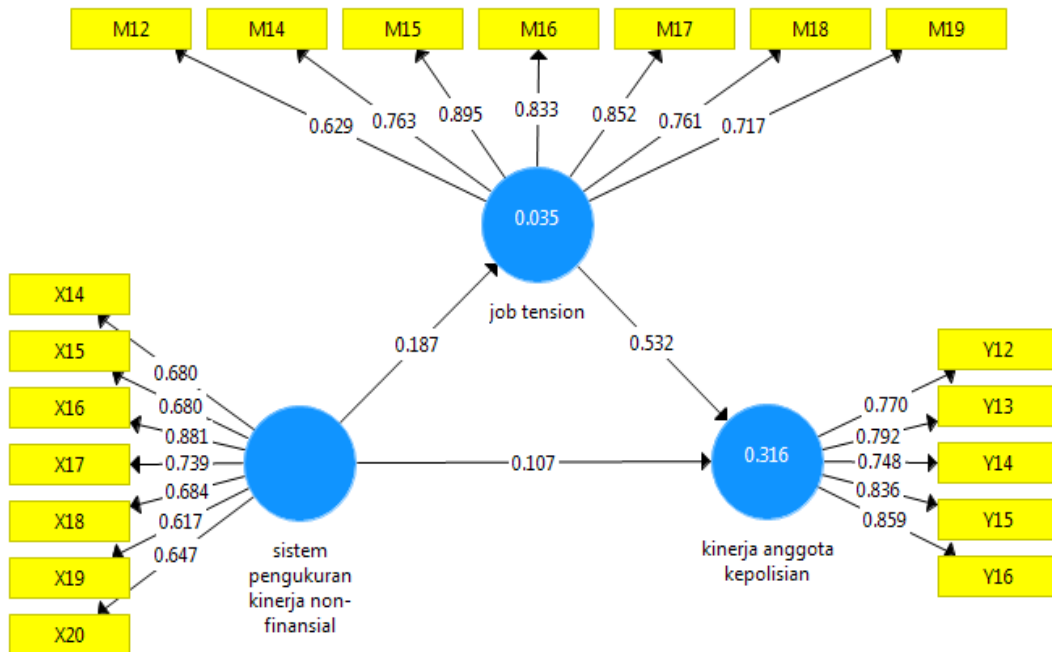 M12 M14 M15 M16 M17 M18 M19
0.629 0.763 0.895 0.833 0.852 0.761 0.717
0.035
job tension
X14
X15
X16
X17
X18
X19
X20
0.680
0.680
0.881
0.739
0.684
0.617
0.647
0.187
0.532
0.107
sistem
pengukuran
kinerja non-
finansial
0.316
kinerja anggota
kepolisian
0.770
0.792
0.748
0.836
0.859
Y12
Y13
Y14
Y15
Y16